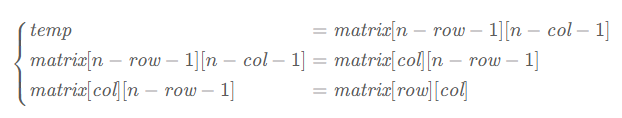 temp = matrix[n − row − 1][n − col − 1]
matrix[n − row − 1][n − col − 1] = matrix[col][n − row − 1]
matrix[col][n − row − 1] = matrix[row][col]